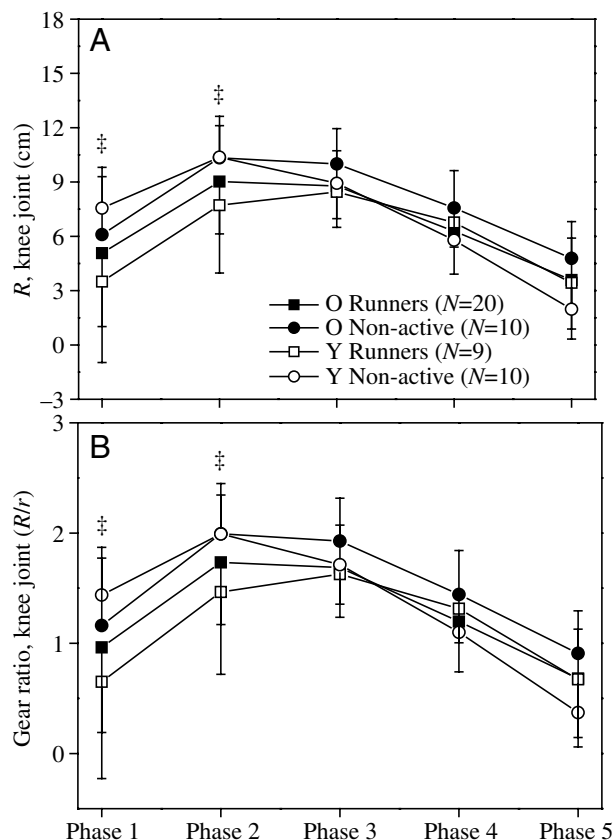 A
R, knee joint (cm)
18
15
12
9
6
3
0
–3
‡
‡
O Runners (N=20)
O Non-active (N=10)
Y Runners (N=9)
Y Non-active (N=10)
B
Gear ratio, knee joint (R/r)
3
2
1
0
‡
‡
Phase 1 Phase 2 Phase 3 Phase 4 Phase 5